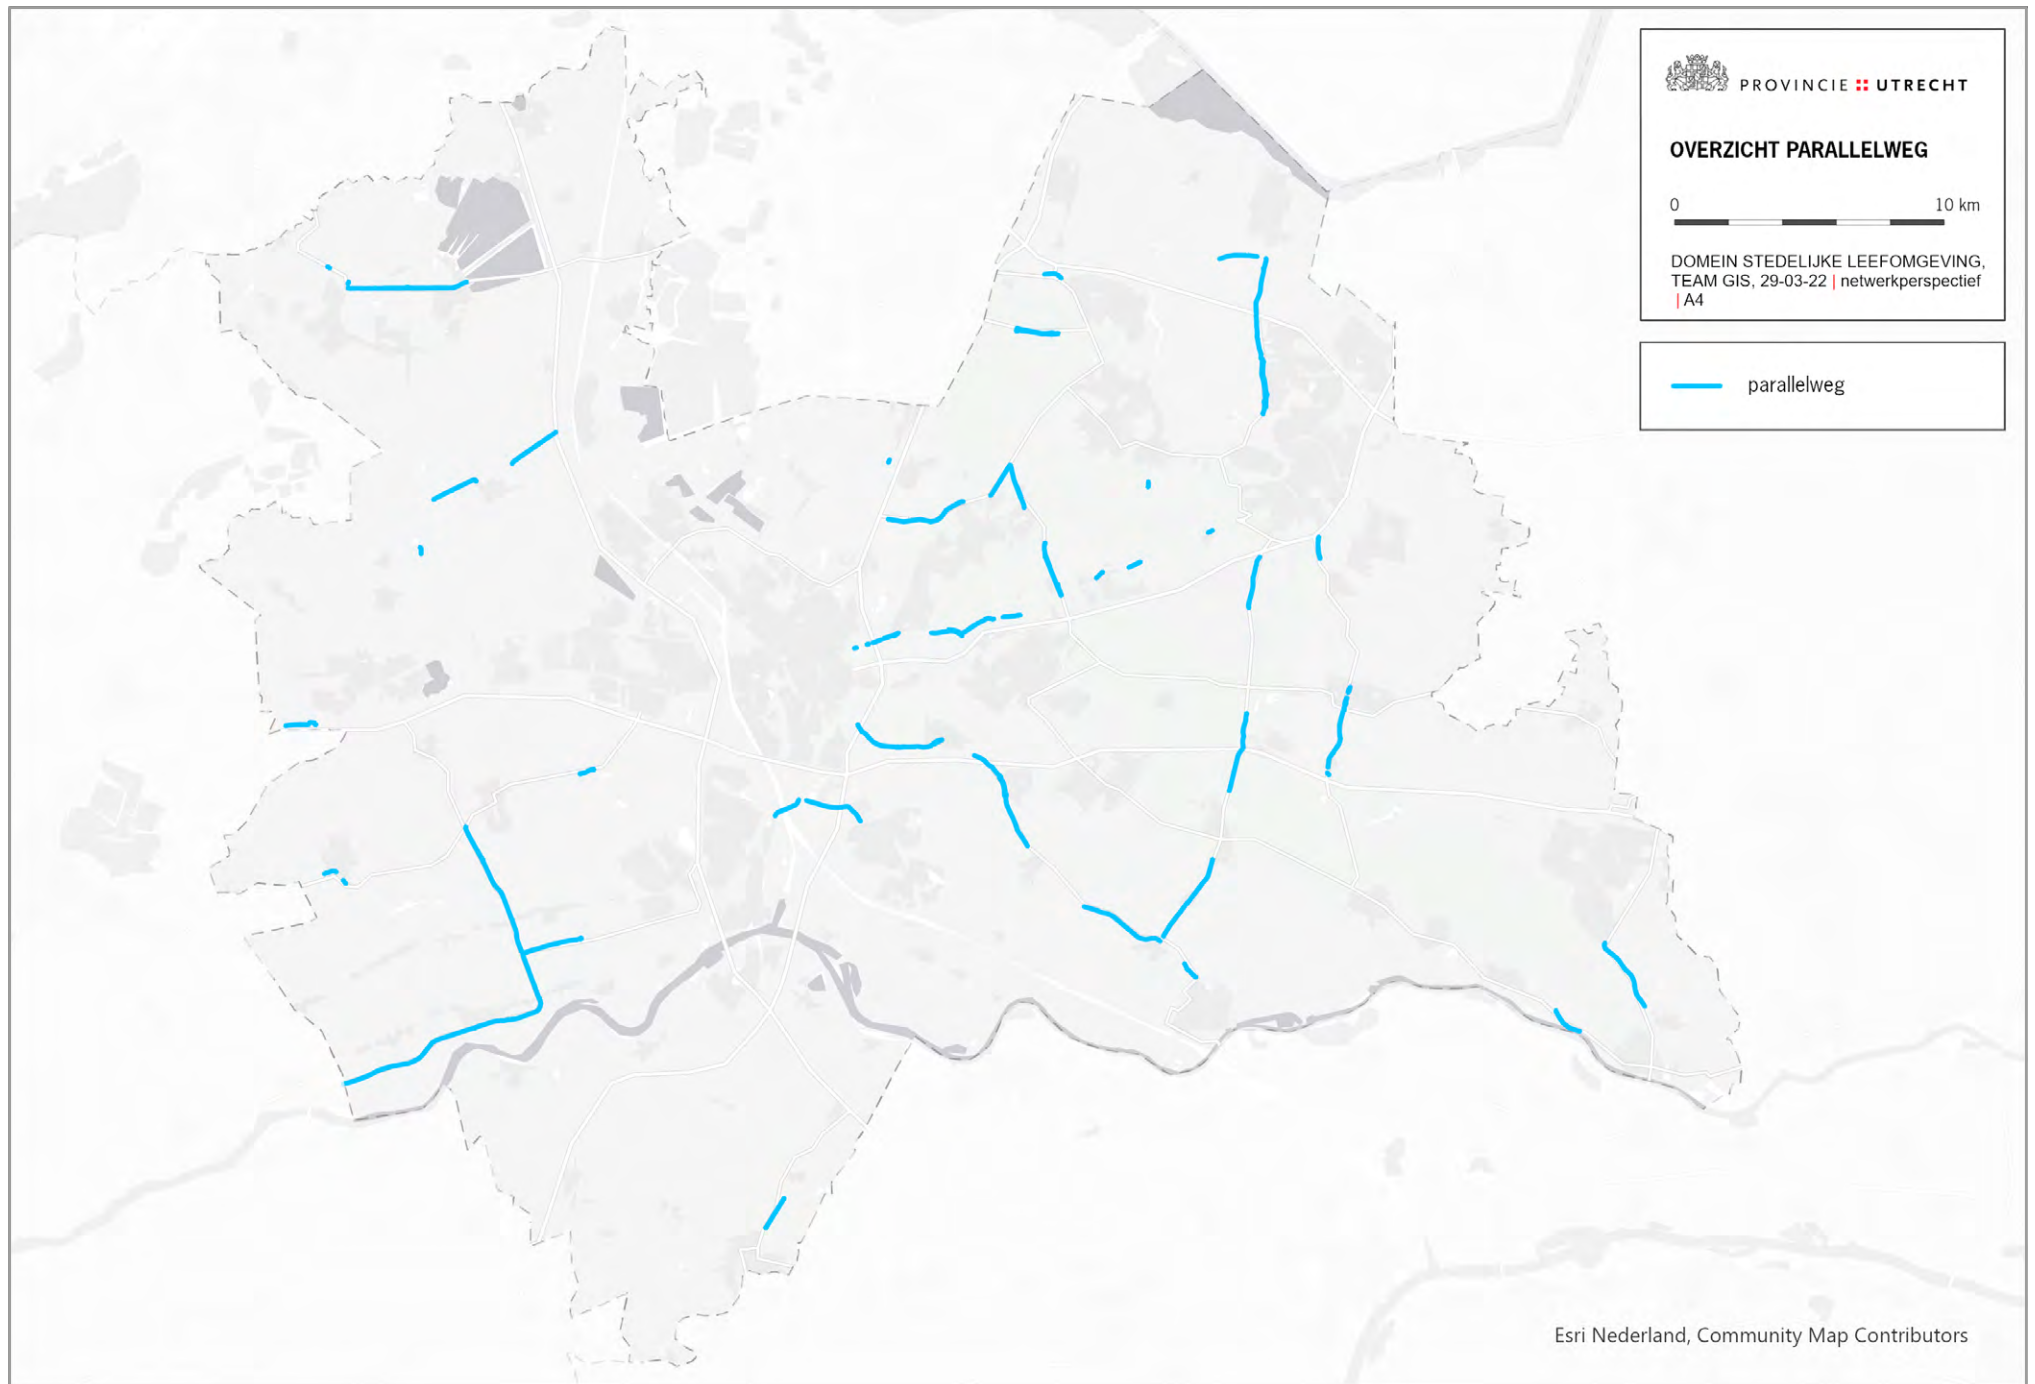 PROVINCIE UTRECHT
OVERZICHT PARALLELWEG
0 10 km
DOMEIN STEDELIJKE LEEFOMGEVING,
TEAM GIS, 29-03-22 | netwerkperspectief
| A4
parallelweg
Esri Nederland, Community Map Contributors